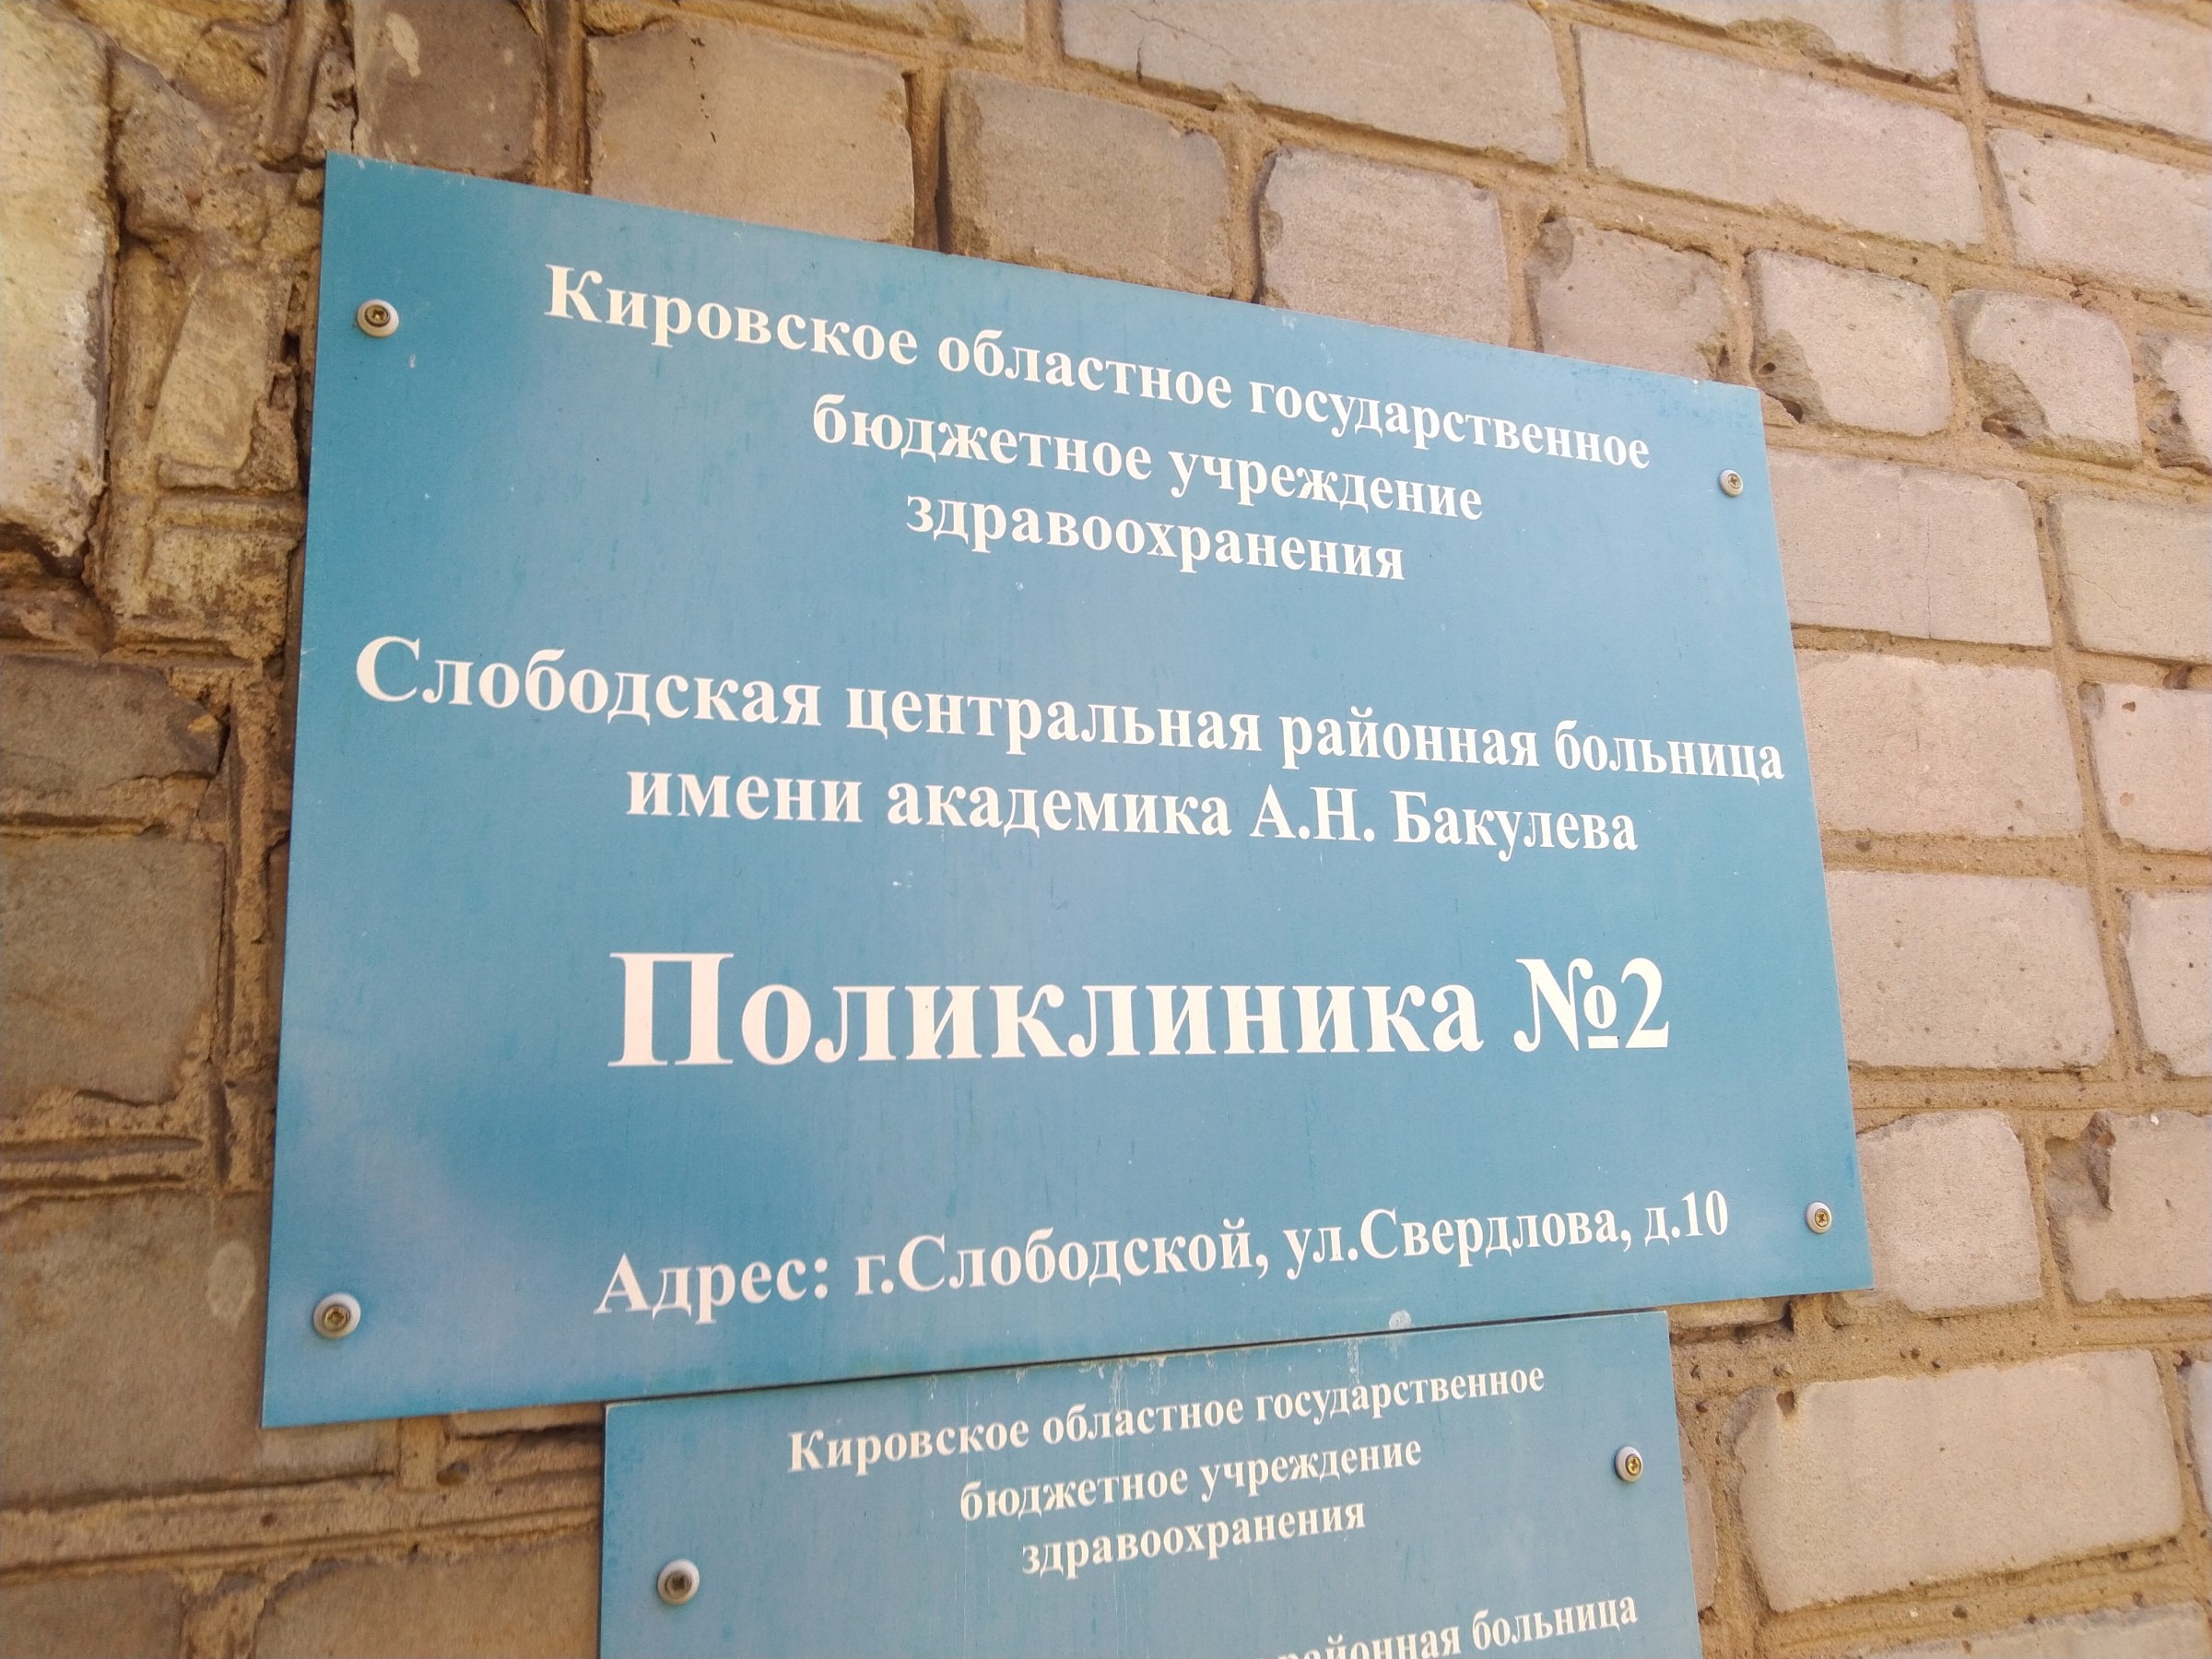 Кировское областное государственное
бюджетное учреждение
здравоохранения
Слободская центральная районная больница
имени академика А.Н. Бакулева
Поликлиника №2
Адрес: г.Слободской, ул.Свердлова, д.10
Кировское областное государственное
бюджетное учреждение
здравоохранения
районная больница